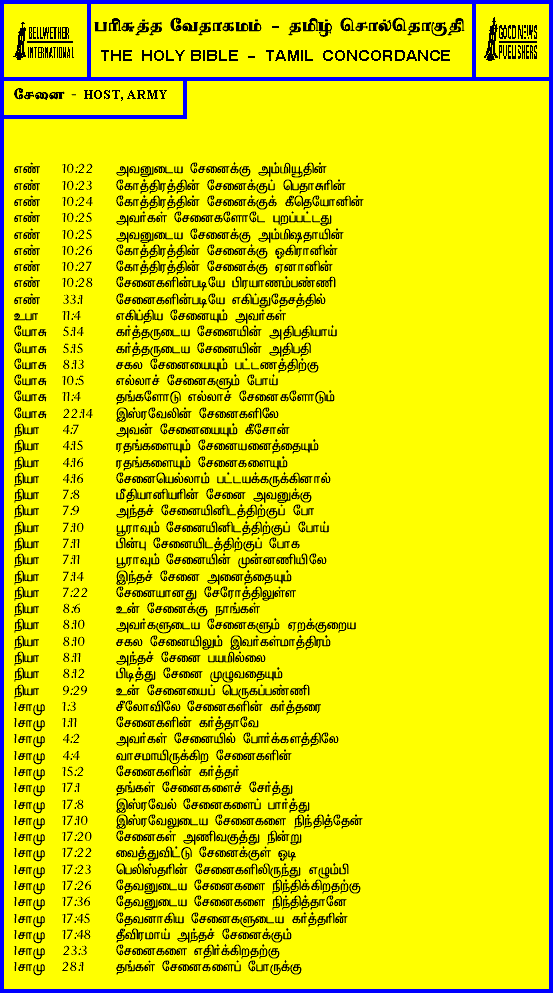 BELLWETHER
INTERNATIONAL
பரிசுத்த வேதாகமம் - தமிழ் சொல்தொகுதி
THE HOLY BIBLE - TAMIL CONCORDANCE
GOOD NEWS
PUBLISHERS
சேனை - HOST, ARMY
எண் 10:22 அவனுடைய சேனைக்கு அம்மியூதின்
எண் 10:23 கோத்திரத்தின் சேனைக்குப் பெதாசூரின்
எண் 10:24 கோத்திரத்தின் சேனைக்குக் கீதெயோனின்
எண் 10:25 அவர்கள் சேனைகளோடே புறப்பட்டது
எண் 10:25 அவனுடைய சேனைக்கு அம்மிஷதாயின்
எண் 10:26 கோத்திரத்தின் சேனைக்கு ஓகிரானின்
எண் 10:27 கோத்திரத்தின் சேனைக்கு ஏனானின்
எண் 10:28 சேனைகளின்படியே பிரயாணம்பண்ணி
எண் 33:1 சேனைகளின்படியே எகிப்துதேசத்தில்
உபா 11:4 எகிப்திய சேனையும் அவர்கள்
யோசு 5:14 கர்த்தருடைய சேனையின் அதிபதியாய்
யோசு 5:15 கர்த்தருடைய சேனையின் அதிபதி
யோசு 8:13 சகல சேனையையும் பட்டணத்திற்கு
யோசு 10:5 எல்லாச் சேனைகளும் போய்
யோசு 11:4 தங்களோடு எல்லாச் சேனைகளோடும்
யோசு 22:14 இஸ்ரவேலின் சேனைகளிலே
நியா 4:7 அவன் சேனையையும் கீசோன்
நியா 4:15 ரதங்களையும் சேனையனைத்தையும்
நியா 4:16 ரதங்களையும் சேனைகளையும்
நியா 4:16 சேனையெல்லாம் பட்டயக்கருக்கினால்
நியா 7:8 மீதியானியரின் சேனை அவனுக்கு
நியா 7:9 அந்தச் சேனையினிடத்திற்குப் போ
நியா 7:10 பூராவும் சேனையினிடத்திற்குப் போய்
நியா 7:11 பின்பு சேனையிடத்திற்குப் போக
நியா 7:11 பூராவும் சேனையின் முன்னணியிலே
நியா 7:14 இந்தச் சேனை அனைத்தையும்
நியா 7:22 சேனையானது சேரோத்திலுள்ள
நியா 8:6 உன் சேனைக்கு நாங்கள்
நியா 8:10 அவர்களுடைய சேனைகளும் ஏறக்குறைய
நியா 8:10 சகல சேனையிலும் இவர்கள்மாத்திரம்
நியா 8:11 அந்தச் சேனை பயமில்லை
நியா 8:12 பிடித்து சேனை முழுவதையும்
நியா 9:29 உன் சேனையைப் பெருகப்பண்ணி
1சாமு 1:3 சீலோவிலே சேனைகளின் கர்த்தரை
1சாமு 1:11 சேனைகளின் கர்த்தாவே
1சாமு 4:2 அவர்கள் சேனையில் போர்க்களத்திலே
1சாமு 4:4 வாசமாயிருக்கிற சேனைகளின்
1சாமு 15:2 சேனைகளின் கர்த்தர்
1சாமு 17:1 தங்கள் சேனைகளைச் சேர்த்து
1சாமு 17:8 இஸ்ரவேல் சேனைகளைப் பார்த்து
1சாமு 17:10 இஸ்ரவேலுடைய சேனைகளை நிந்தித்தேன்
1சாமு 17:20 சேனைகள் அணிவகுத்து நின்று
1சாமு 17:22 வைத்துவிட்டு சேனைக்குள் ஓடி
1சாமு 17:23 பெலிஸ்தரின் சேனைகளிலிருந்து எழும்பி
1சாமு 17:26 தேவனுடைய சேனைகளை நிந்திக்கிறதற்கு
1சாமு 17:36 தேவனுடைய சேனைகளை நிந்தித்தானே
1சாமு 17:45 தேவனாகிய சேனைகளுடைய கர்த்தரின்
1சாமு 17:48 தீவிரமாய் அந்தச் சேனைக்கும்
1சாமு 23:3 சேனைகளை எதிர்க்கிறதற்கு
1சாமு 28:1 தங்கள் சேனைகளைப் போருக்கு